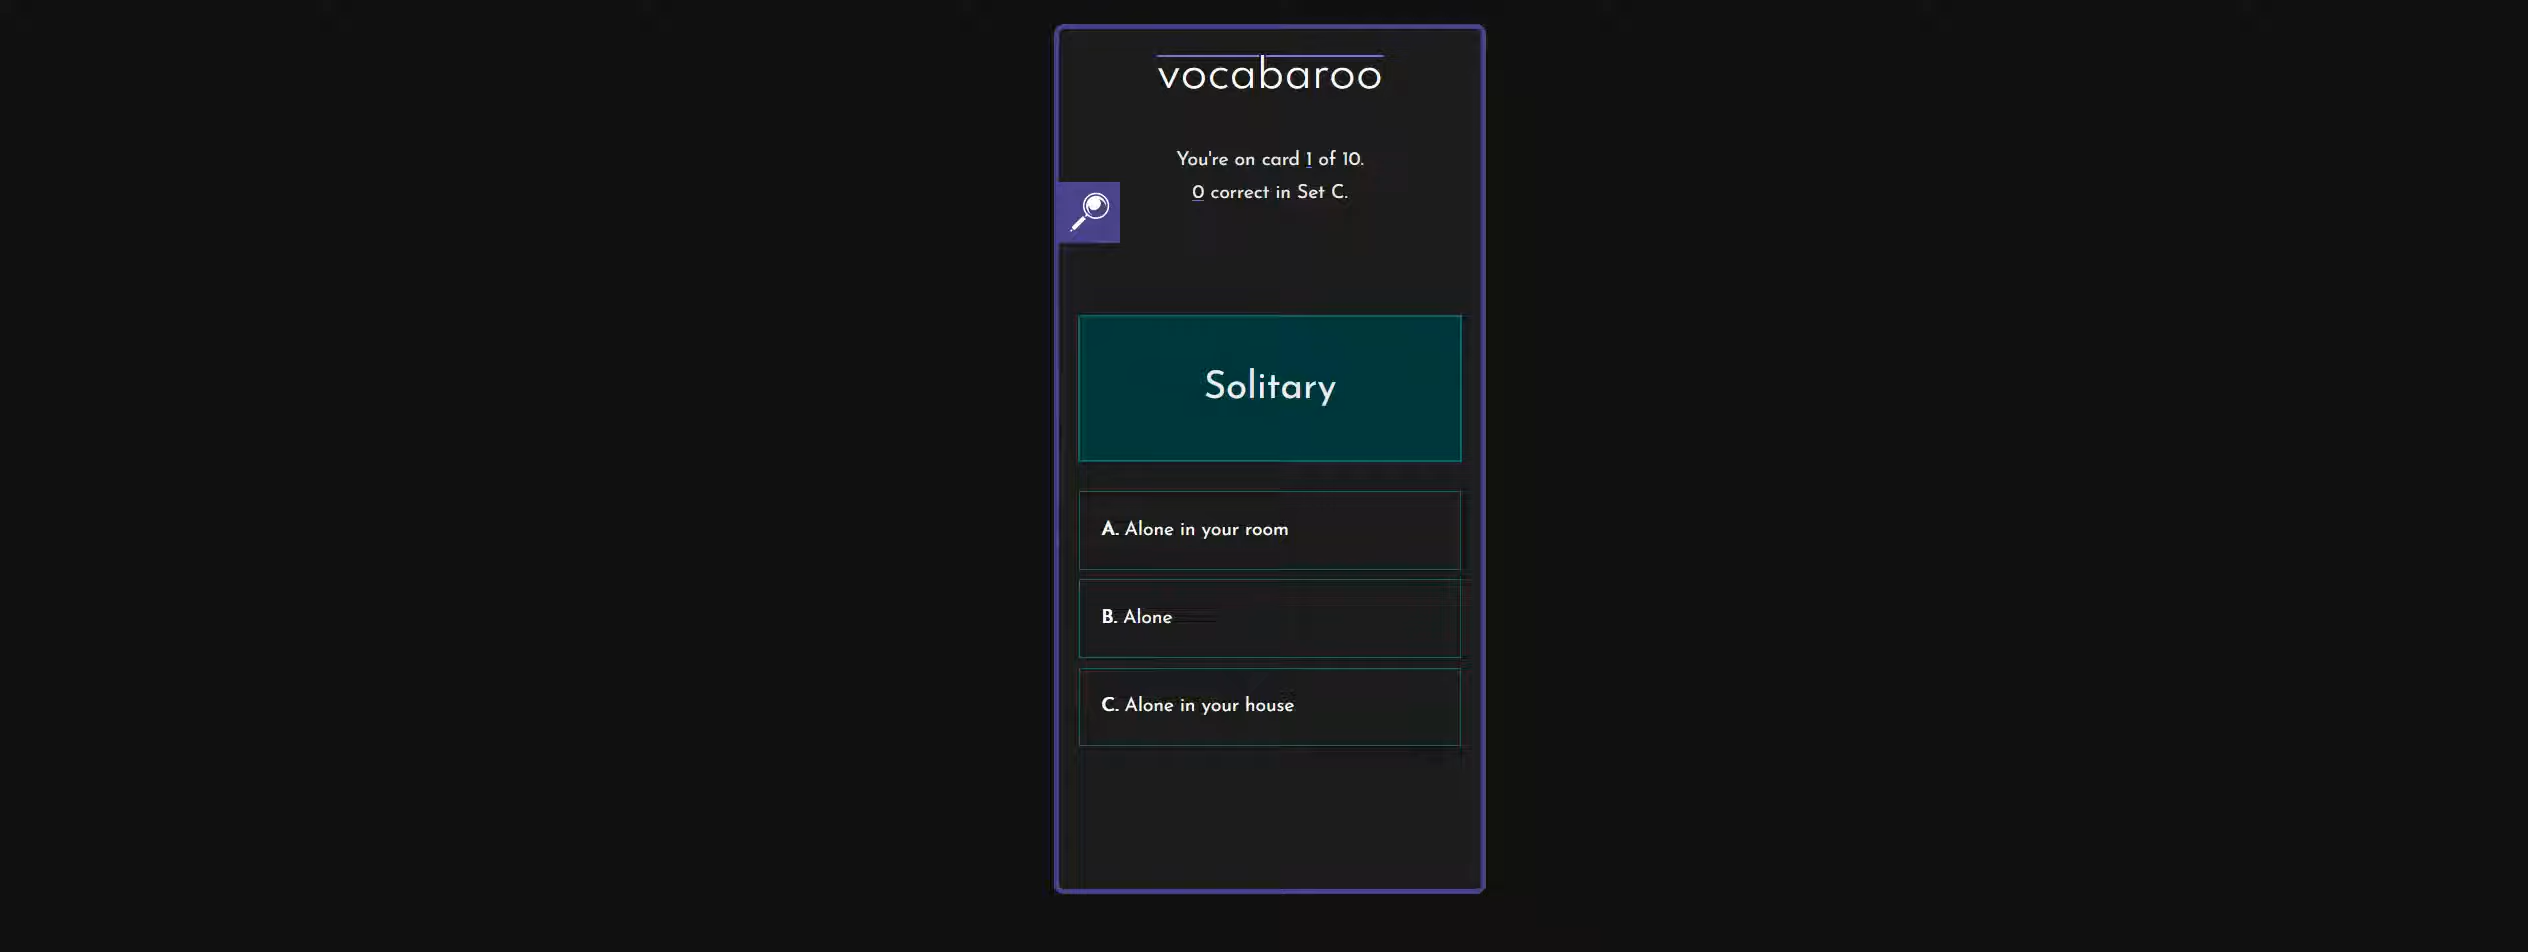 vocabaroo
You're on card 1 of 10.
0 correct in Set C.
Solitary
A. Alone in your room
B. Alone
C. Alone in your house